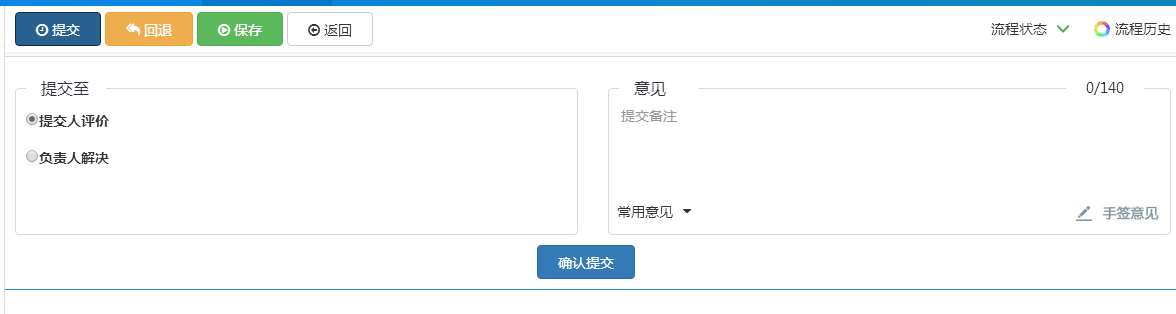 提交 回退 保存 返回 流程状态 流程历史
提交至
提交人评价
负责人解决
意见 0/140
提交备注
常用意见 手签意见
确认提交